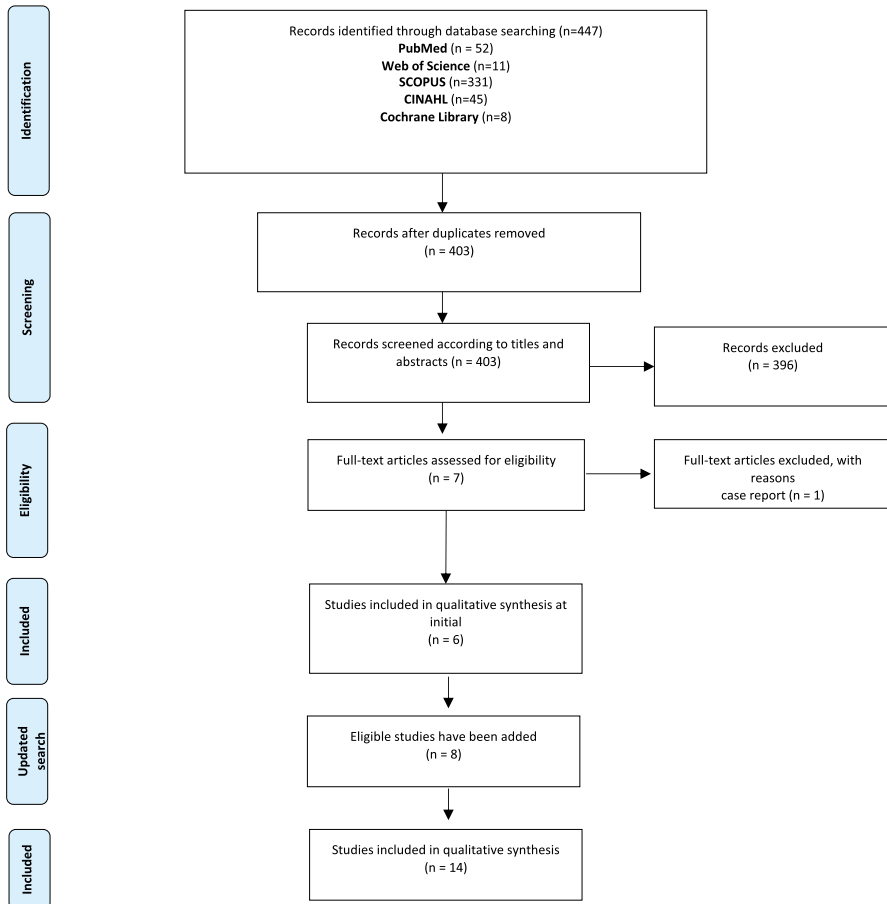 Identification
Records identified through database searching (n=447)
PubMed (n = 52)
Web of Science (n=11)
SCOPUS (n=331)
CINAHL (n=45)
Cochrane Library (n=8)
Screening
Records after duplicates removed
(n = 403)
Records screened according to titles and
abstracts (n = 403)
Records excluded
(n = 396)
Eligibility
Full-text articles assessed for eligibility
(n = 7)
Full-text articles excluded, with
reasons
case report (n = 1)
Included
Studies included in qualitative synthesis at
initial
(n = 6)
Updated
search
Eligible studies have been added
(n = 8)
Included
Studies included in qualitative synthesis
(n = 14)